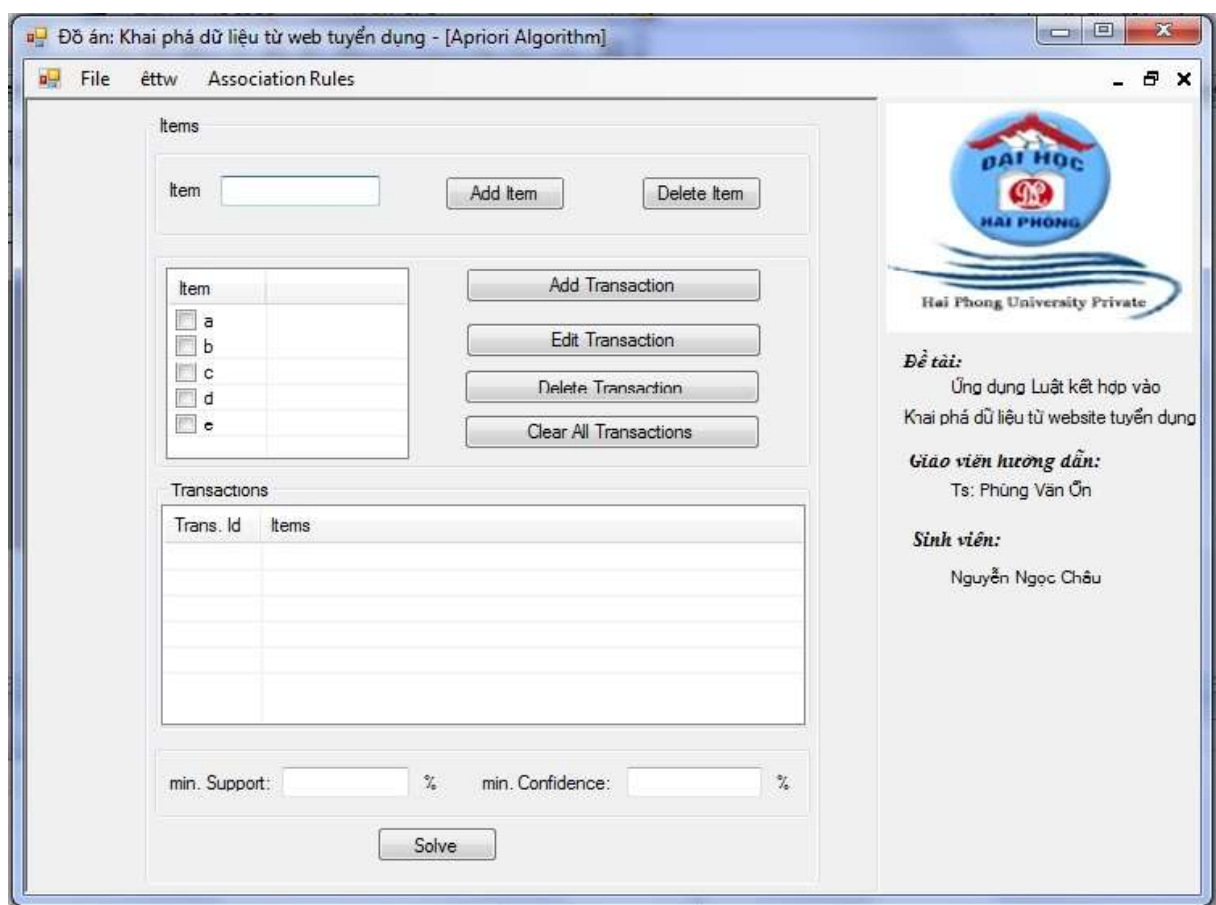 Đồ án: Khai phá dữ liệu từ web tuyển dụng - [Apriori Algorithm]
File êttw Association Rules
Items
Item Add Item Delete Item
Item
a
b
c
d
e
Add Transaction
Edit Transaction
Delete Transaction
Clear All Transactions
Transactions
Trans. Id Items
min. Support: % min. Confidence: %
Solve
ĐẠI HỌC
HẢI PHÒNG
Hai Phong University Private
Đề tài:
Ứng dụng Luật kết hợp vào
Khai phá dữ liệu từ website tuyển dụng
Giáo viên hướng dẫn:
Ts: Phùng Văn Ổn
Sinh viên:
Nguyễn Ngọc Châu